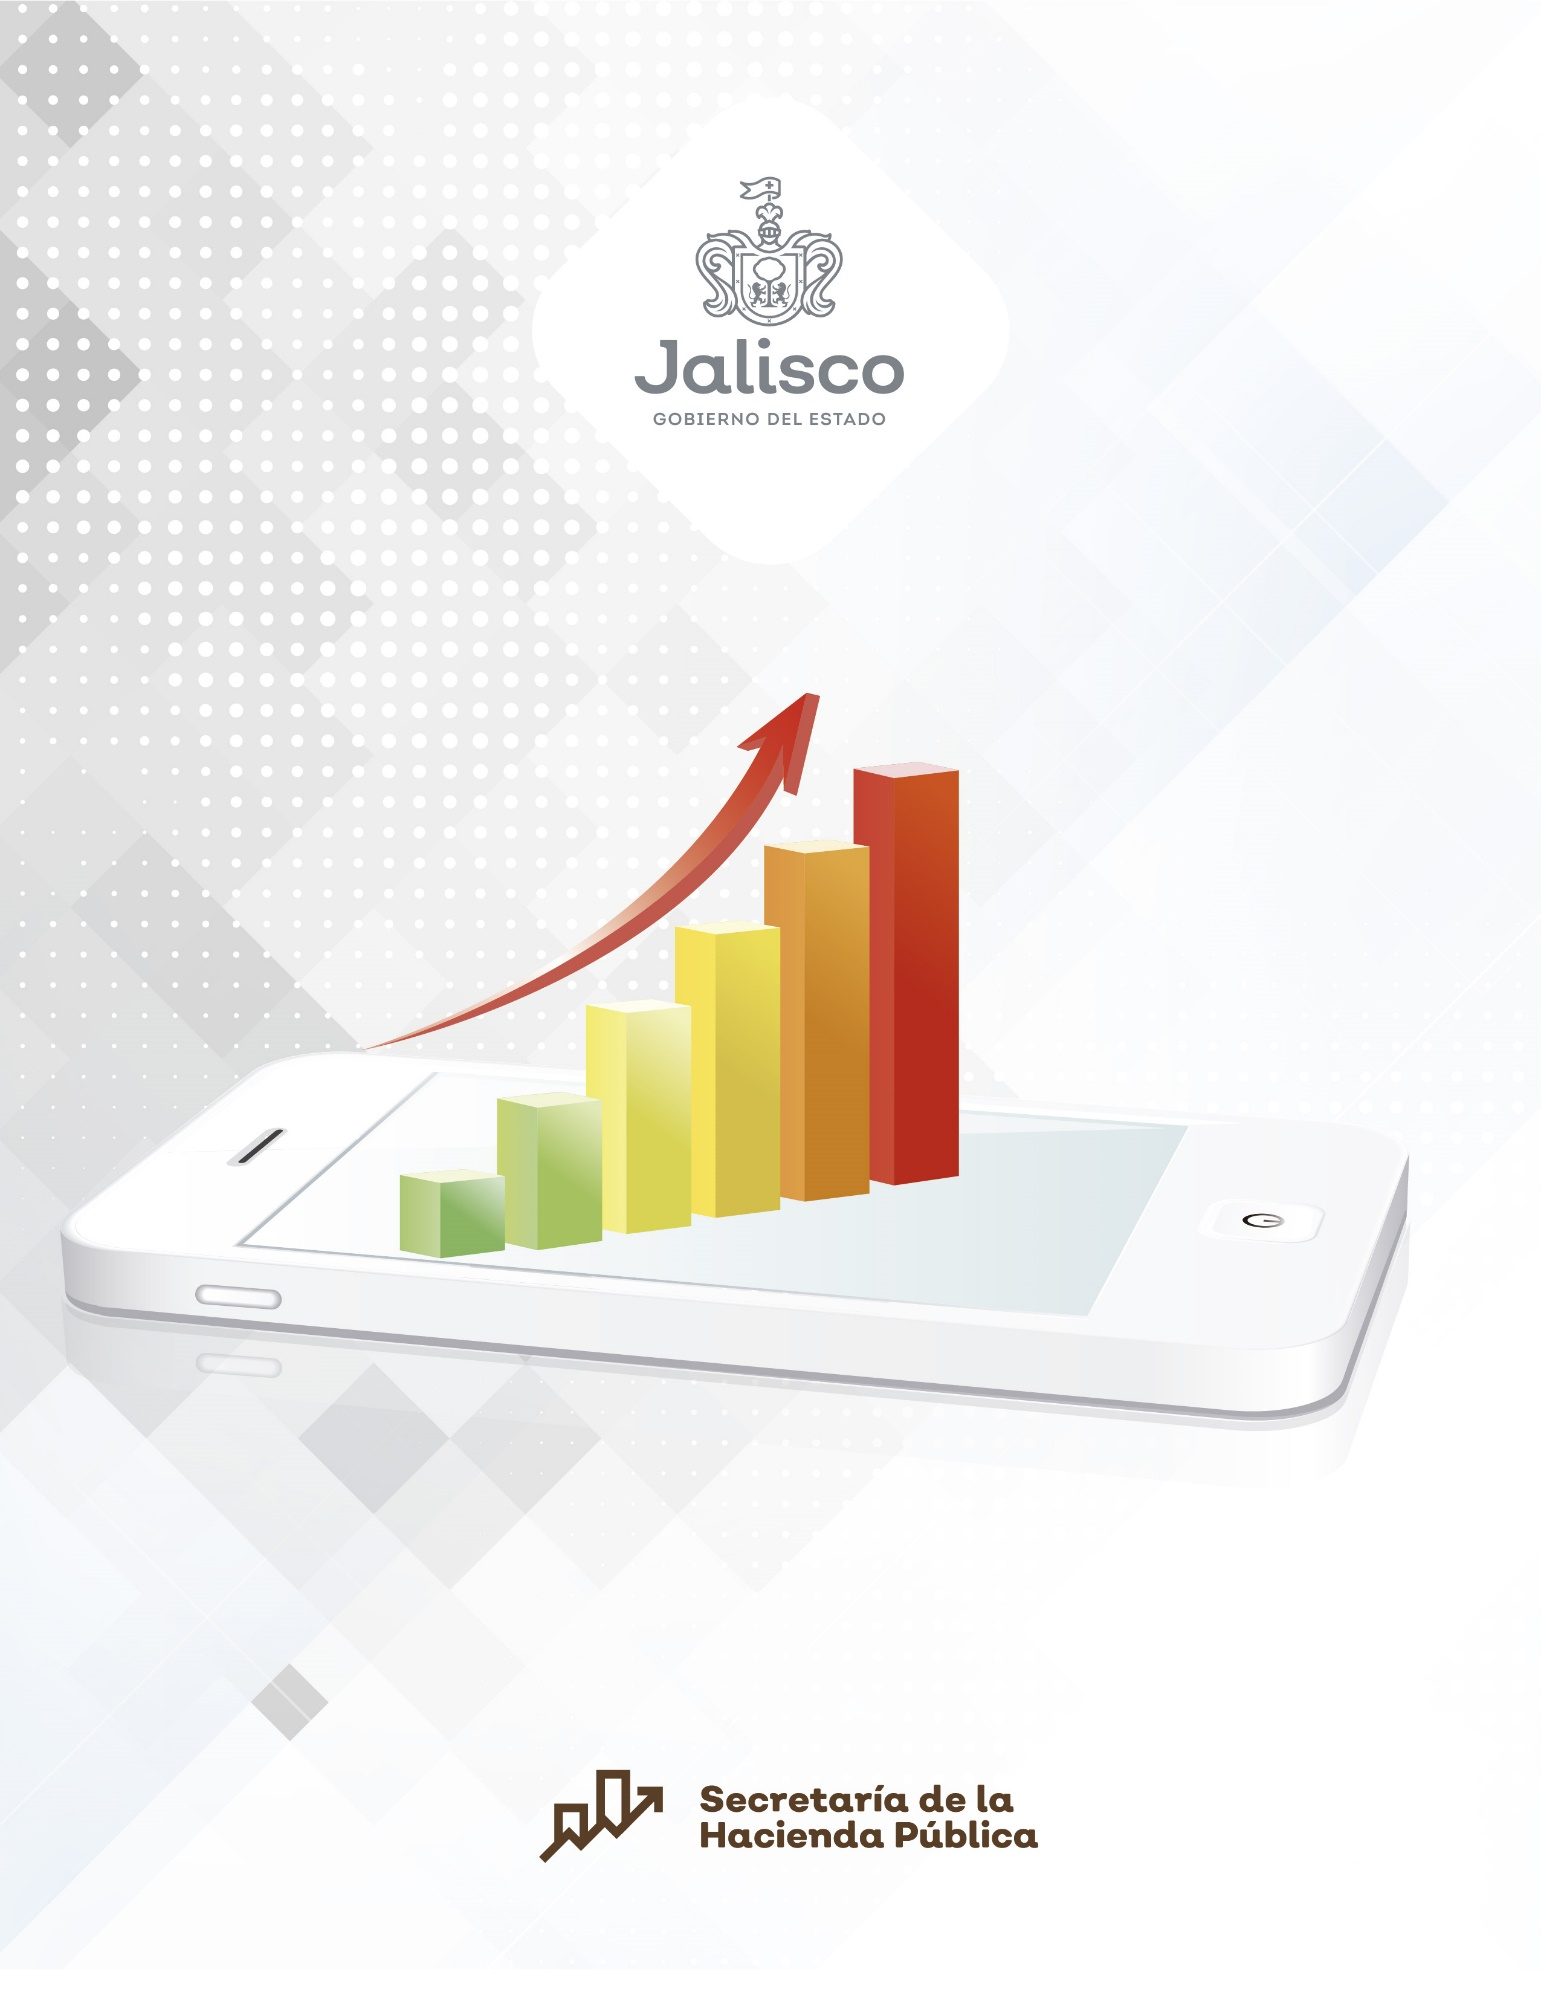 Jalisco
GOBIERNO DEL ESTADO
Secretaría de la
Hacienda Pública